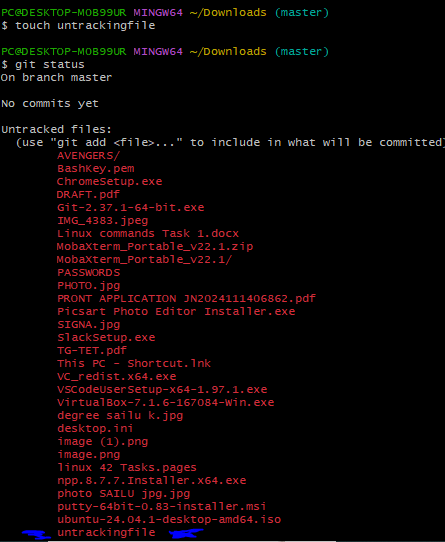 PC@DESKTOP-M0B99UR MINGW64 ~/Downloads (master)
$ touch untrackingfile
PC@DESKTOP-M0B99UR MINGW64 ~/Downloads (master)
$ git status
On branch master
No commits yet
Untracked files:
(use "git add <file>..." to include in what will be committed)
AVENGERS/
BashKey.pem
ChromeSetup.exe
DRAFT.pdf
Git-2.37.1-64-bit.exe
IMG_4383.jpeg
Linux commands Task 1.docx
MobaXterm_Portable_v22.1.zip
MobaXterm_Portable_v22.1/
PASSWORDS
PHOTO.jpg
PRONT APPLICATION JN2024111406862.pdf
Picsart Photo Editor Installer.exe
SIGNA.jpg
SlackSetup.exe
TG-TET.pdf
This PC - Shortcut.lnk
VC_redist.x64.exe
VSCodeUserSetup-x64-1.97.1.exe
VirtualBox-7.1.6-167084-Win.exe
degree sailu k.jpg
desktop.ini
image (1).png
image.png
linux 42 Tasks.pages
npp.8.7.7.Installer.x64.exe
photo SAILU jpg.jpg
putty-64bit-0.83-installer.msi
ubuntu-24.04.1-desktop-amd64.iso
untrackingfile